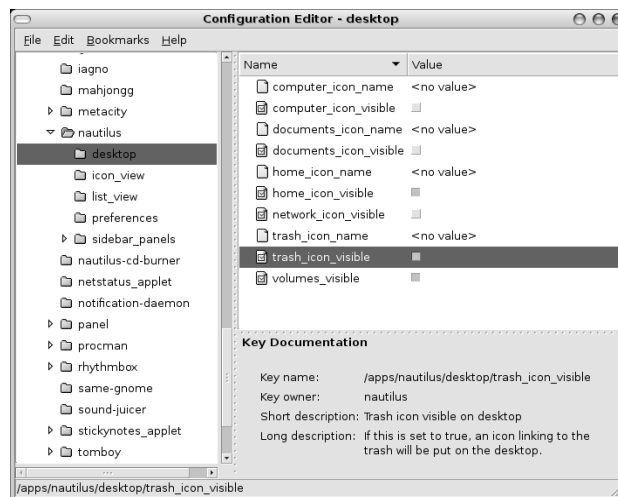 Configuration Editor - desktop
File Edit Bookmarks Help
iagno
mahjongg
metacity
nautilus
desktop
icon_view
list_view
preferences
sidebar_panels
nautilus-cd-burner
netstatus_applet
notification-daemon
panel
procman
rhythmbox
same-gnome
sound-juicer
stickynotes_applet
tomboy
Name Value
computer_icon_name <no value>
computer_icon_visible
documents_icon_name <no value>
documents_icon_visible
home_icon_name <no value>
home_icon_visible
network_icon_visible
trash_icon_name <no value>
trash_icon_visible
volumes_visible
Key Documentation
Key name: /apps/nautilus/desktop/trash_icon_visible
Key owner: nautilus
Short description: Trash icon visible on desktop
Long description: If this is set to true, an icon linking to the
trash will be put on the desktop.
/apps/nautilus/desktop/trash_icon_visible